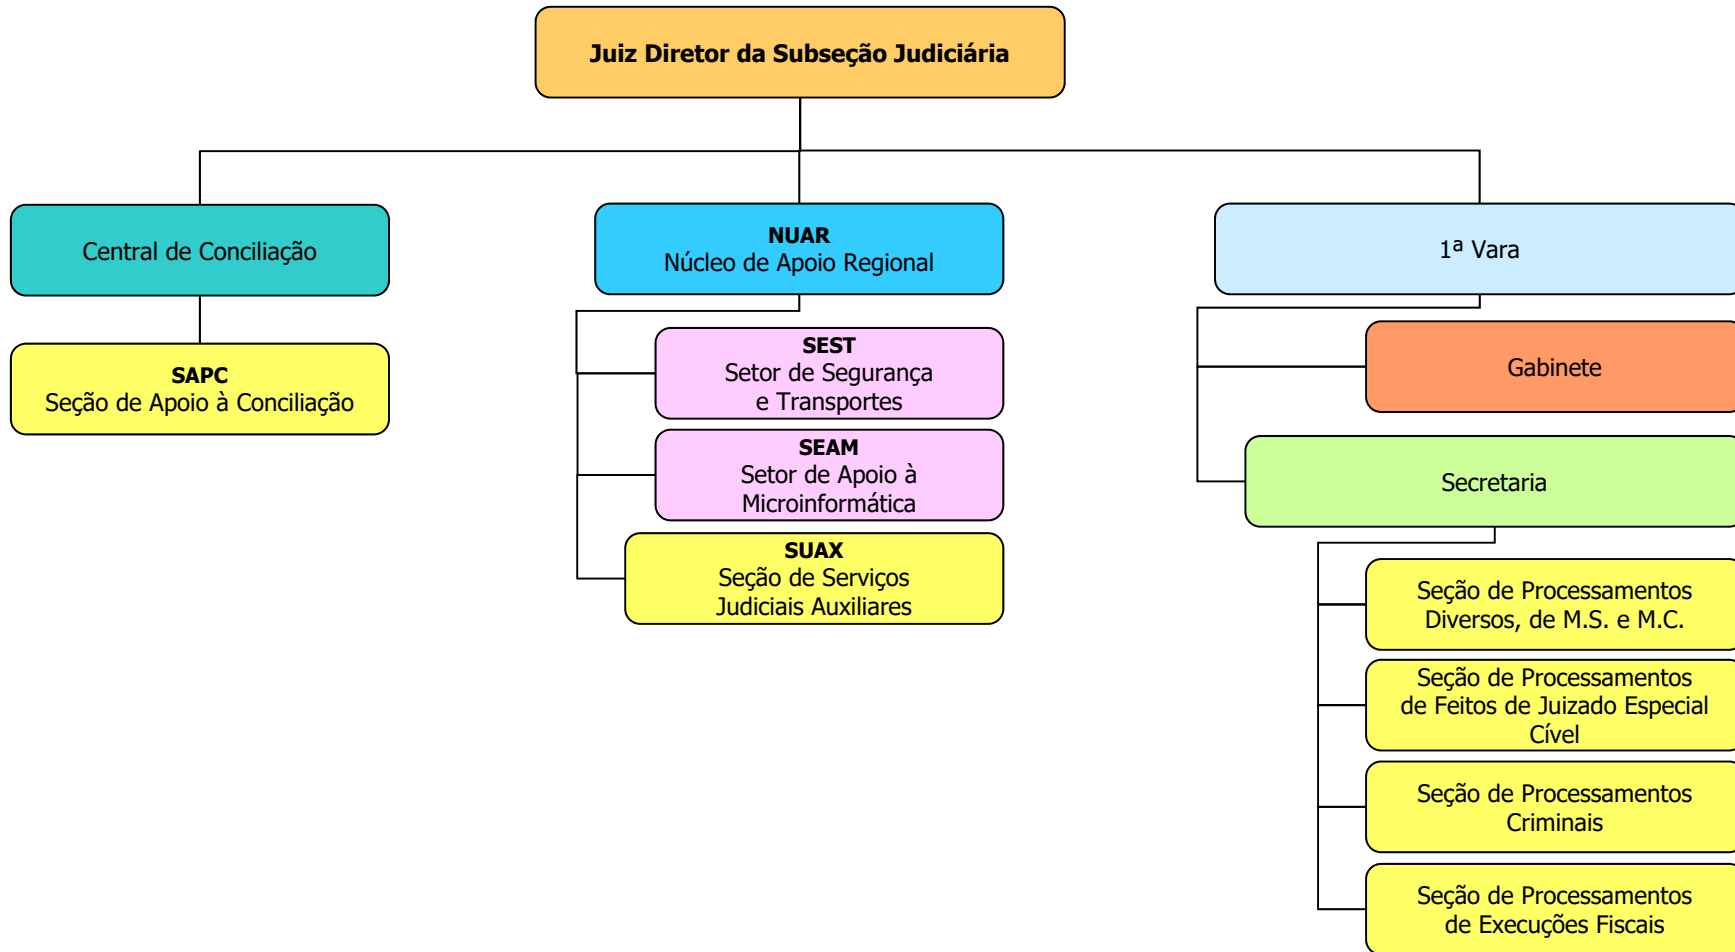 Juiz Diretor da Subseção Judiciária
Central de Conciliação
SAPC
Seção de Apoio à Conciliação
NUAR
Núcleo de Apoio Regional
SEST
Setor de Segurança
e Transportes
SEAM
Setor de Apoio à
Microinformática
SUAX
Seção de Serviços
Judiciais Auxiliares
1ª Vara
Gabinete
Secretaria
Seção de Processamentos
Diversos, de M.S. e M.C.
Seção de Processamentos
de Feitos de Juizado Especial
Cível
Seção de Processamentos
Criminais
Seção de Processamentos
de Execuções Fiscais